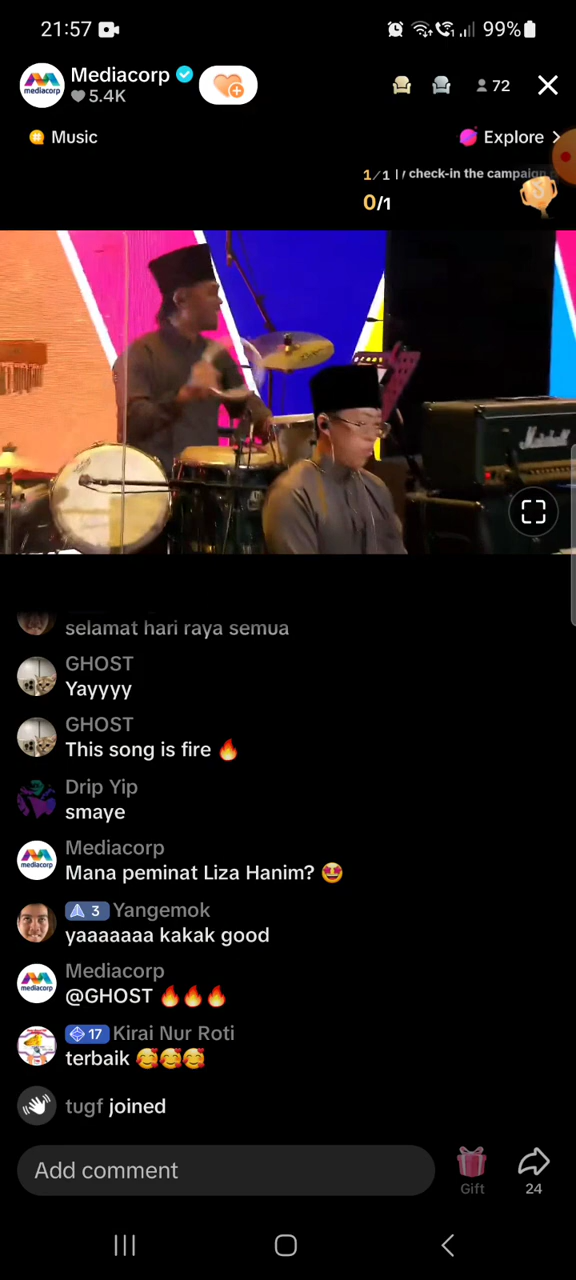 21:57
99%
Mediacorp
5.4K
72
Music
Explore
1/1
check-in the campaign
0/1
Marshall
selamat hari raya semua
GHOST
Yayyyy
GHOST
This song is fire 🔥
Drip Yip
smaye
Mediacorp
Mana peminat Liza Hanim? 🤩
3 Yangemok
yaaaaaaa kakak good
Mediacorp
@GHOST 🔥🔥🔥
17 Kirai Nur Roti
terbaik 🥰🥰🥰
tugf joined
Add comment
Gift
24